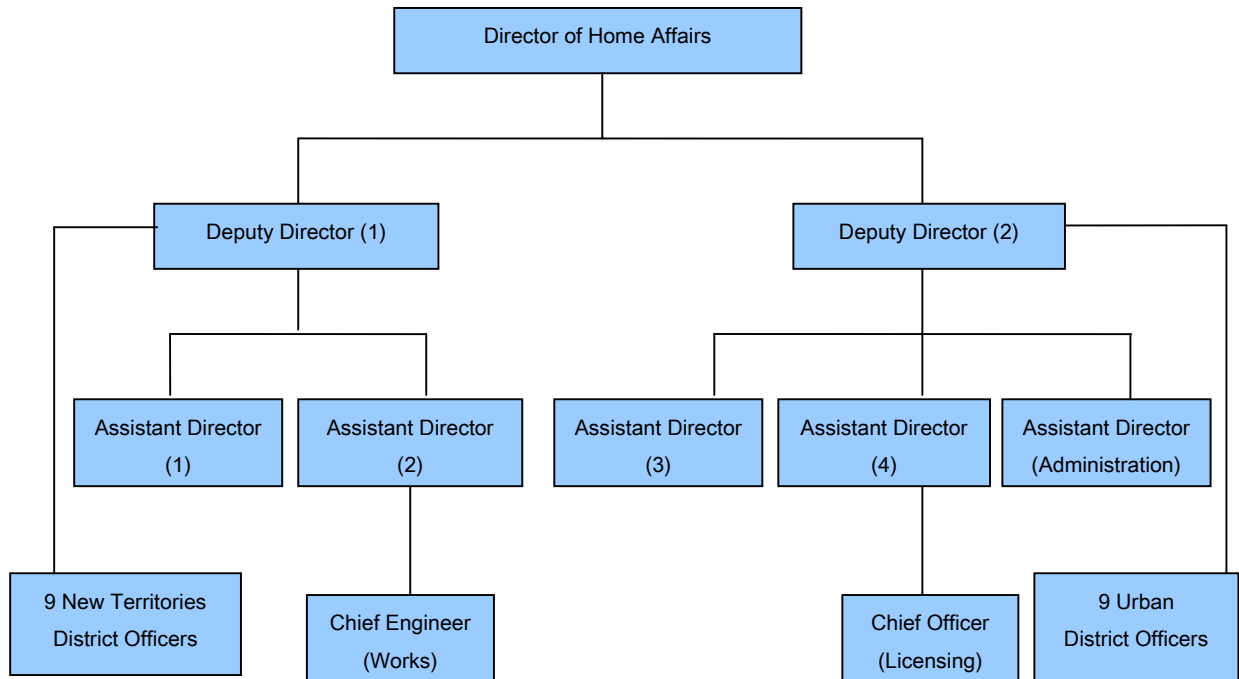 Director of Home Affairs
Deputy Director (1)
Deputy Director (2)
Assistant Director
(1)
Assistant Director
(2)
Assistant Director
(3)
Assistant Director
(4)
Assistant Director
(Administration)
9 New Territories
District Officers
Chief Engineer
(Works)
Chief Officer
(Licensing)
9 Urban
District Officers